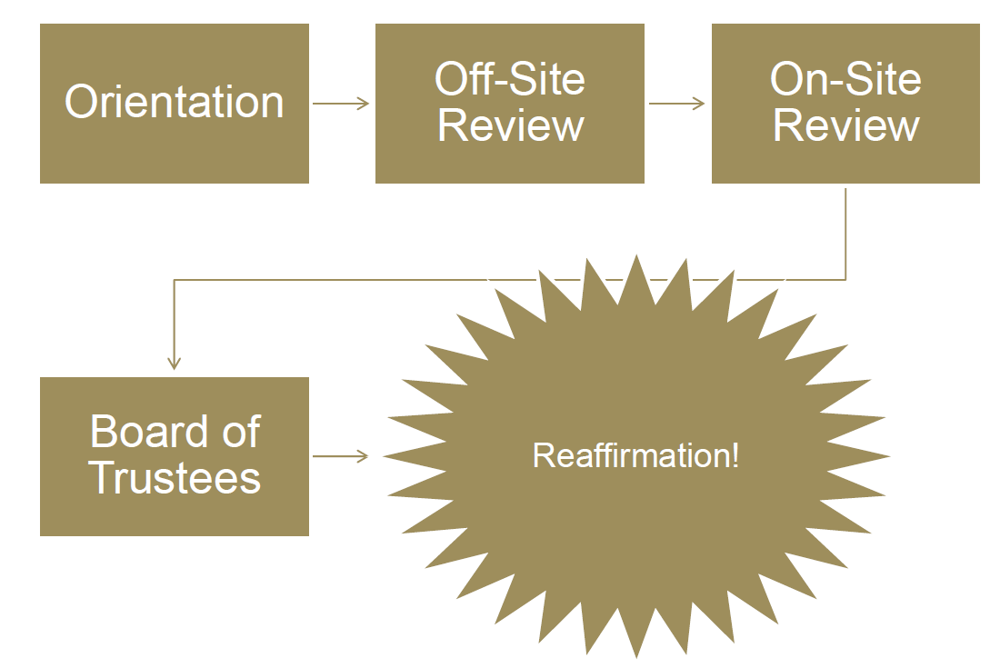 Orientation
Off-Site
Review
On-Site
Review
Board of
Trustees
Reaffirmation!